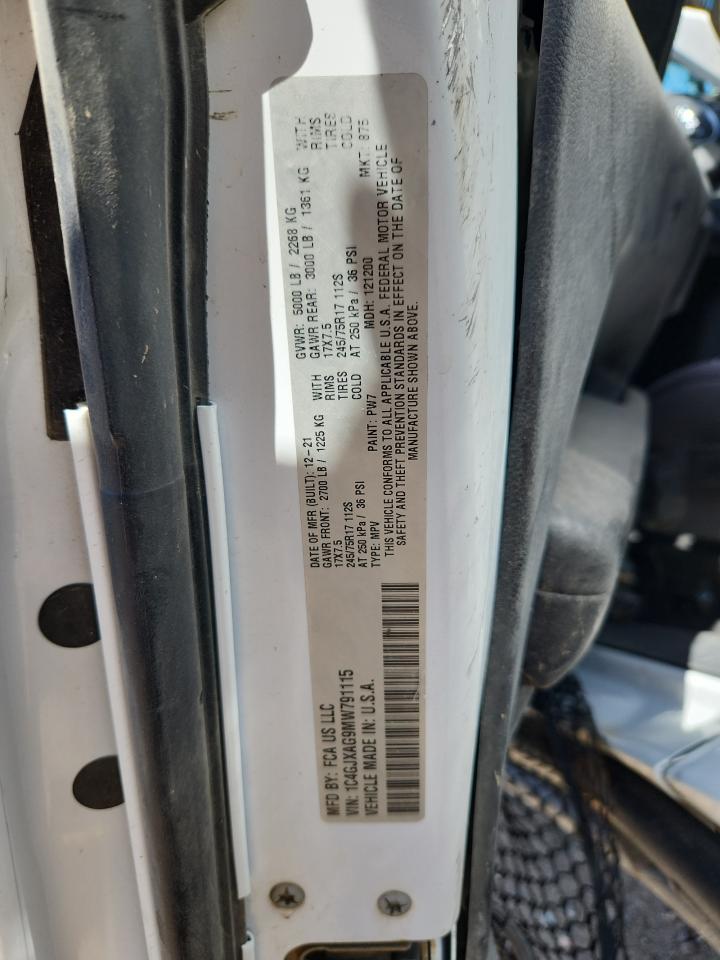 MFD BY: FCA US LLC
VIN: 1C4GJXAG9MW791115
VEHICLE MADE IN: U.S.A.
DATE OF MFR (BUILT): 12-21 GVWR: 5000 LB / 2268 KG
GAWR FRONT: 2700 LB / 1225 KG WITH GAWR REAR: 3000 LB / 1361 KG WITH
17X7.5 RIMS 17X7.5 RIMS
245/75R17 112S TIRES 245/75R17 112S TIRES
AT 250 kPa / 36 PSI COLD AT 250 kPa / 36 PSI COLD
TYPE: MPV PAINT: PW7 MDH: 121200 MKT: 875
THIS VEHICLE CONFORMS TO ALL APPLICABLE U.S.A. FEDERAL MOTOR VEHICLE
SAFETY AND THEFT PREVENTION STANDARDS IN EFFECT ON THE DATE OF
MANUFACTURE SHOWN ABOVE.